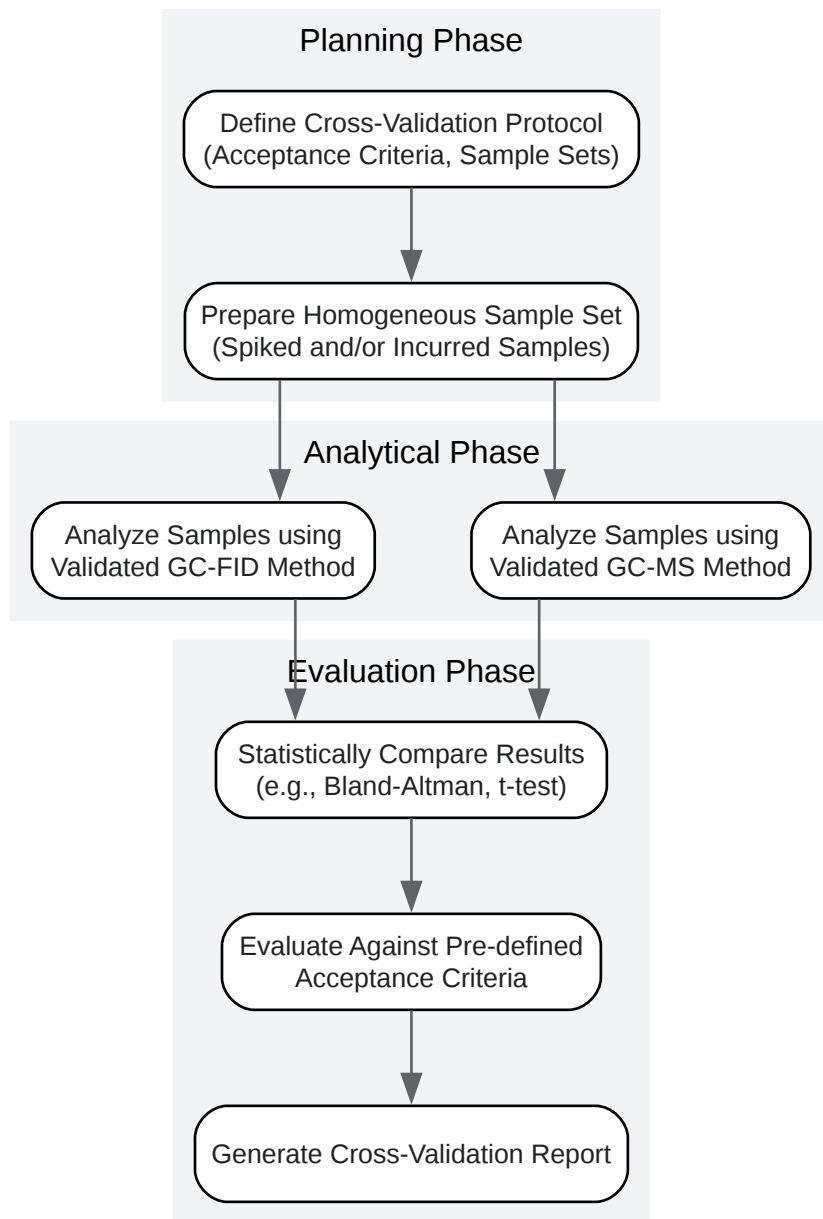 Planning Phase
Define Cross-Validation Protocol
(Acceptance Criteria, Sample Sets)
Prepare Homogeneous Sample Set
(Spiked and/or Incurred Samples)
Analytical Phase
Analyze Samples using
Validated GC-FID Method
Analyze Samples using
Validated GC-MS Method
Evaluation Phase
Statistically Compare Results
(e.g., Bland-Altman, t-test)
Evaluate Against Pre-defined
Acceptance Criteria
Generate Cross-Validation Report